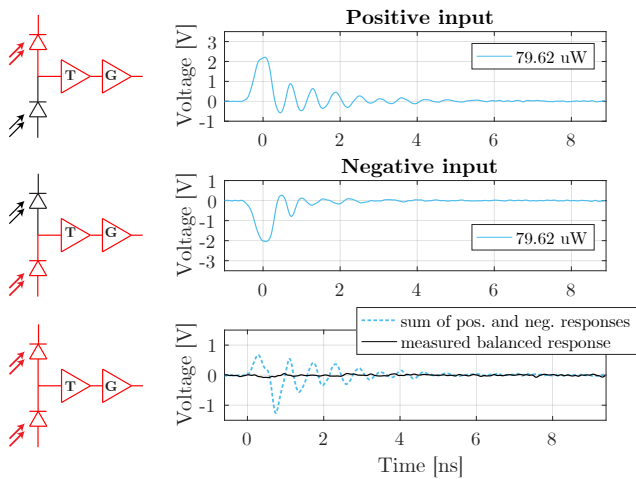 Positive input
T G
Voltage [V]
3
2
1
0
-1
79.62 uW
0 2 4 6 8
Negative input
T G
Voltage [V]
1
0
-1
-2
-3
79.62 uW
0 2 4 6 8
sum of pos. and neg. responses
measured balanced response
T G
Voltage [V]
1
0
-1
0 2 4 6 8
Time [ns]